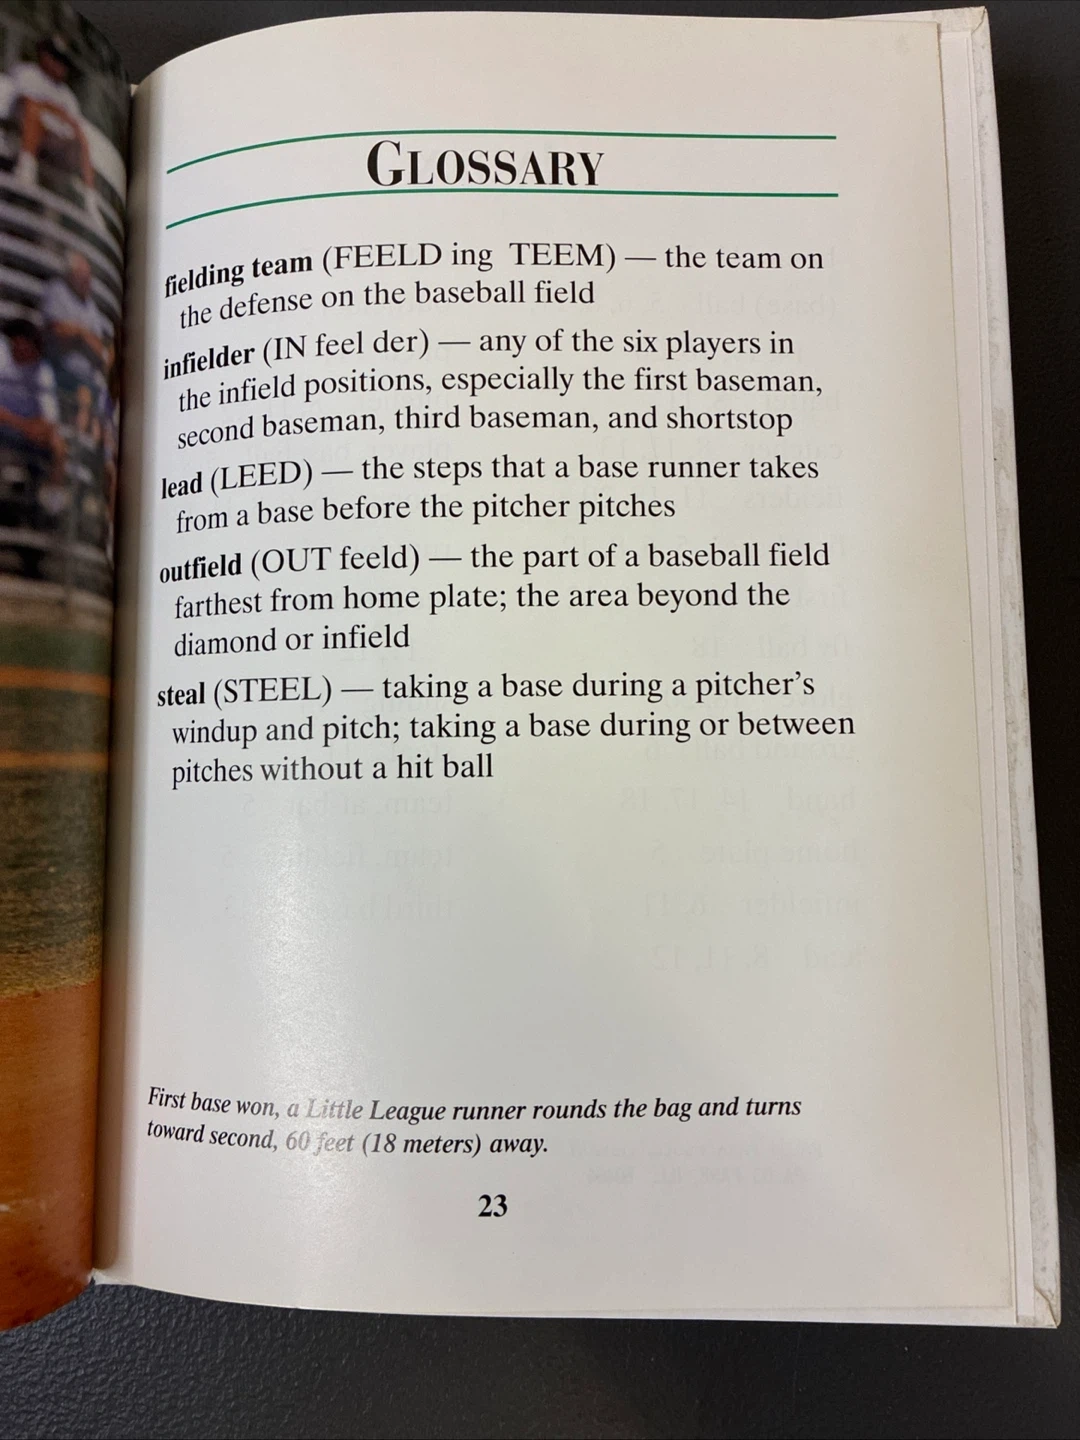 GLOSSARY
fielding team (FEELD ing TEEM) — the team on
the defense on the baseball field
infielder (IN feel der) — any of the six players in
the infield positions, especially the first baseman,
second baseman, third baseman, and shortstop
lead (LEED) — the steps that a base runner takes
from a base before the pitcher pitches
outfield (OUT feeld) — the part of a baseball field
farthest from home plate; the area beyond the
diamond or infield
steal (STEEL) — taking a base during a pitcher's
windup and pitch; taking a base during or between
pitches without a hit ball
First base won, a Little League runner rounds the bag and turns
toward second, 60 feet (18 meters) away.
23